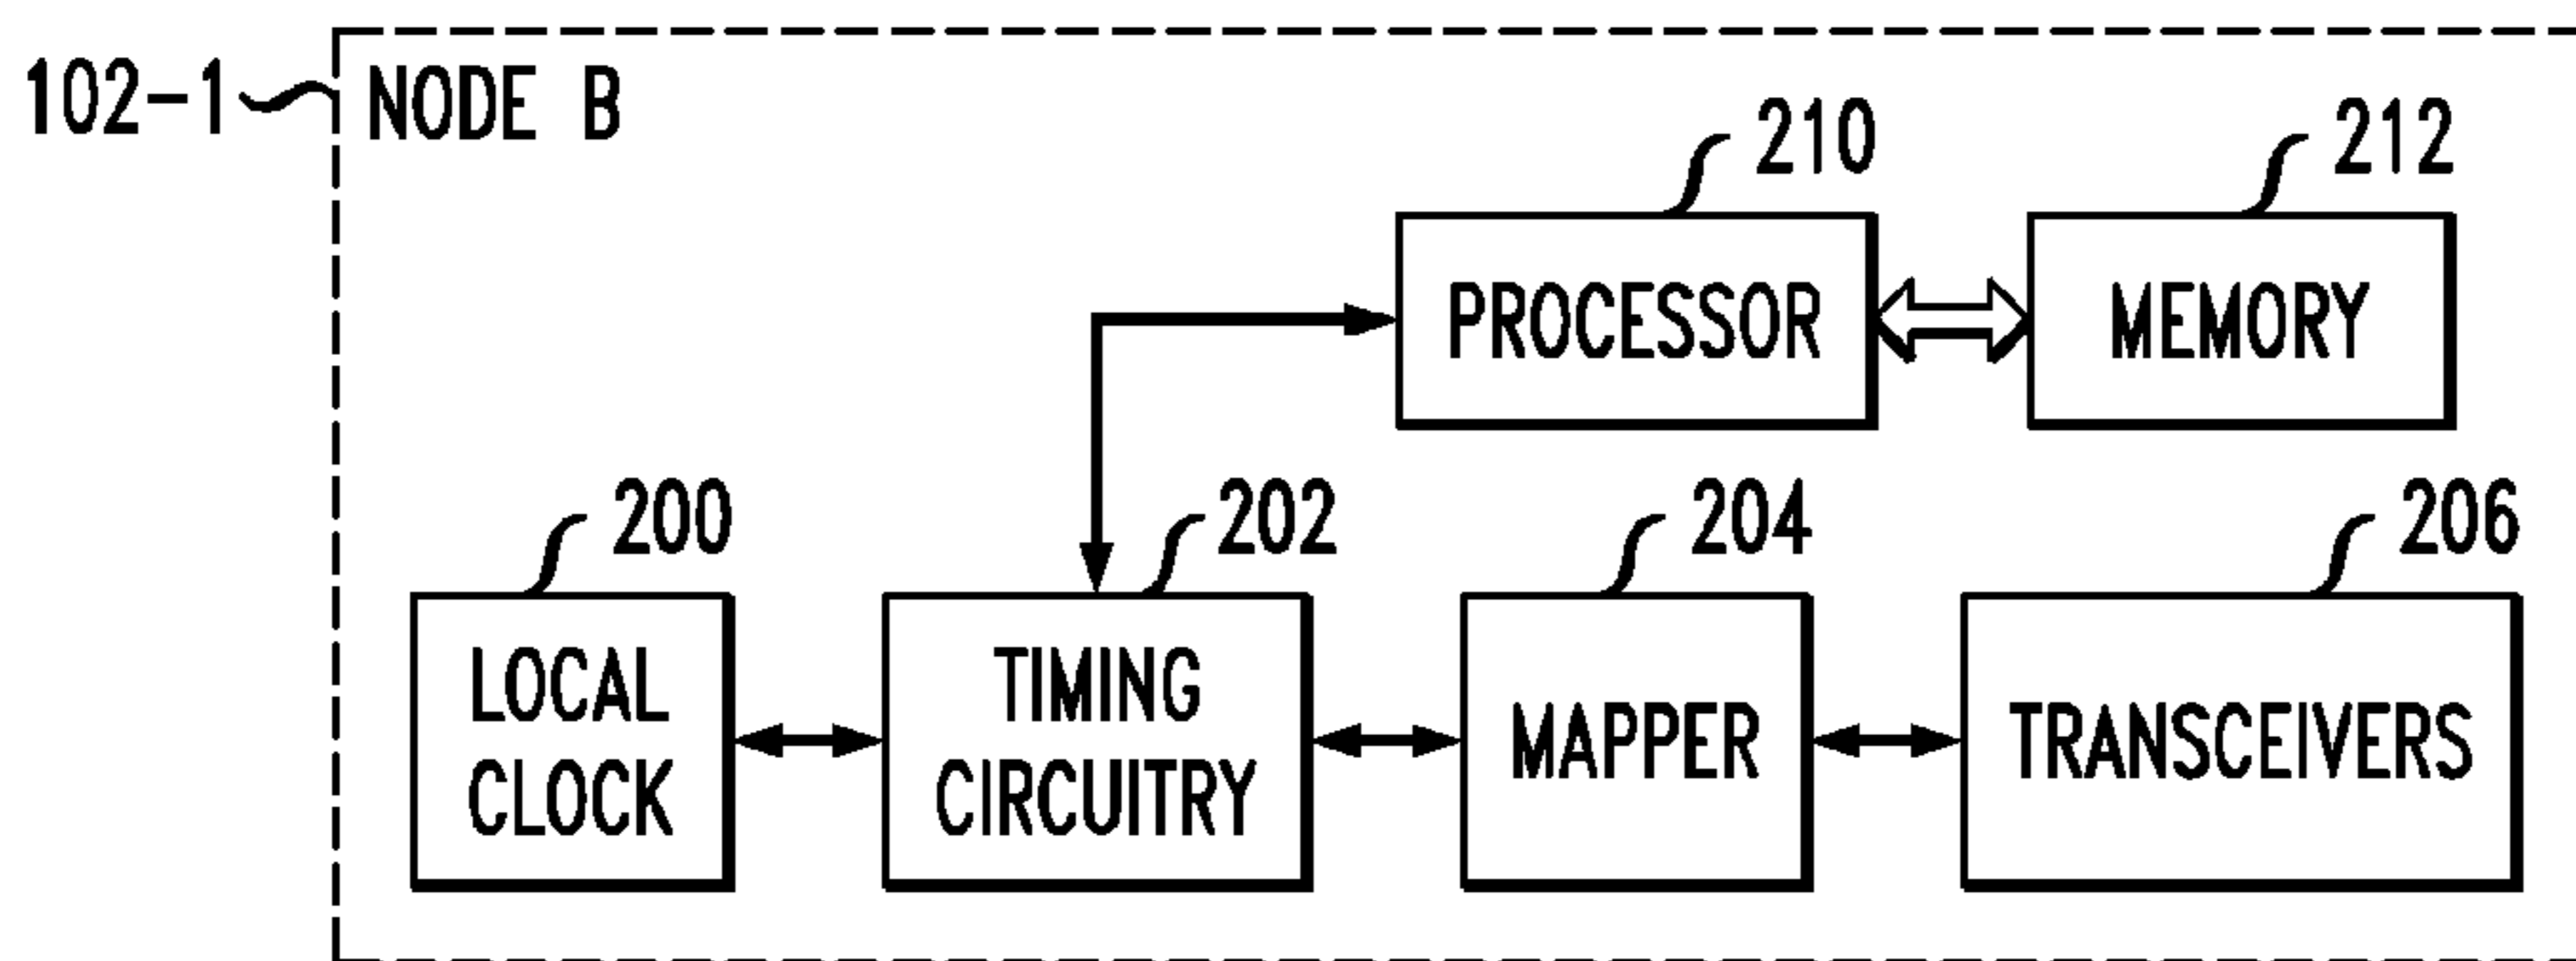 102-1 NODE B
210 212
PROCESSOR MEMORY
200 202 204 206
LOCAL CLOCK
TIMING CIRCUITRY
MAPPER
TRANSCEIVERS